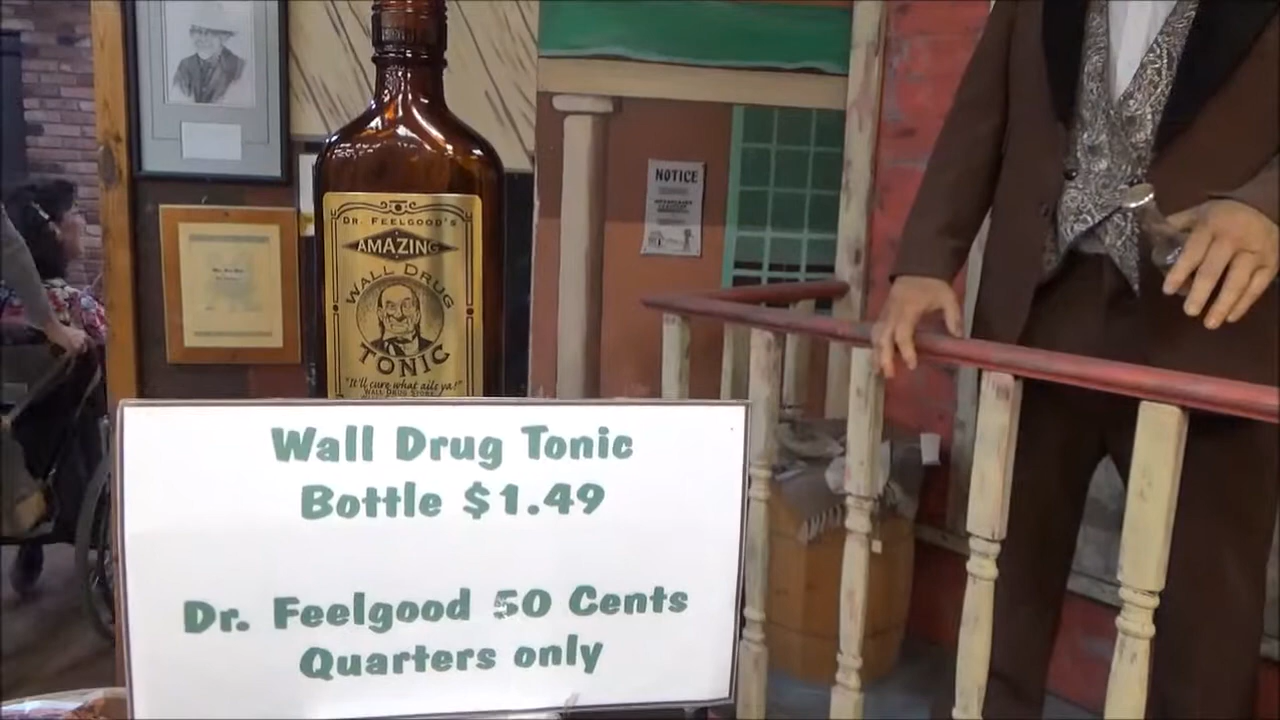 NOTICE
DR. FEELGOOD'S
AMAZING
WALL DRUG
TONIC
"It'll cure what ails ya!"
WALL DRUG STORE
Wall Drug Tonic
Bottle $1.49
Dr. Feelgood 50 Cents
Quarters only